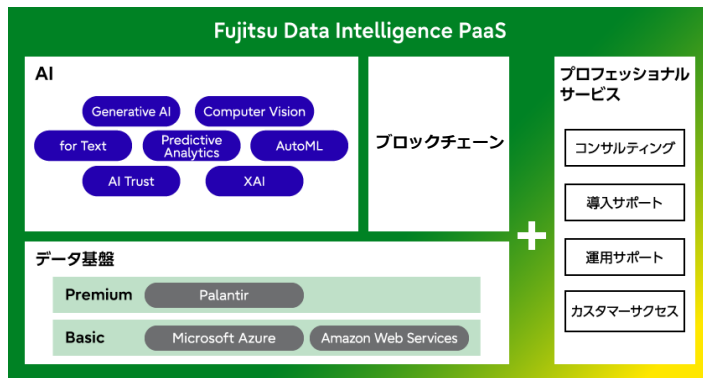 Fujitsu Data Intelligence PaaS
AI
Generative AI
Computer Vision
for Text
Predictive
Analytics
AutoML
AI Trust
XAI
ブロックチェーン
データ基盤
Premium
Palantir
Basic
Microsoft Azure
Amazon Web Services
+
プロフェッショナル
サービス
コンサルティング
導入サポート
運用サポート
カスタマーサクセス